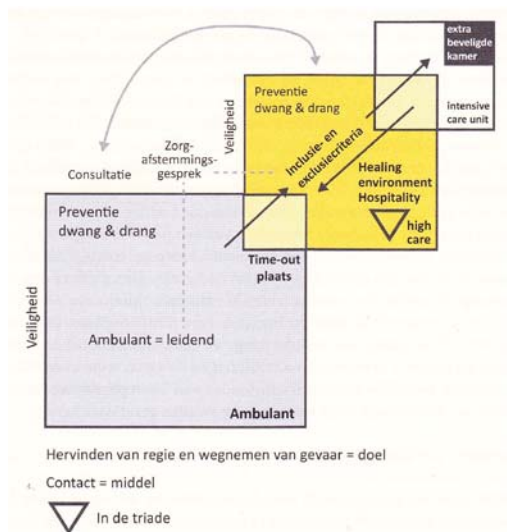 extra
beveiligde
kamer
Preventie
dwang & drang
Veiligheid
intensive
care unit
Inclusie- en
exclusiecriteria
Zorg-
afstemmings-
gesprek
Consultatie
Healing
environment
Hospitality
high
care
Preventie
dwang & drang
Time-out
plaats
Veiligheid
Ambulant = leidend
Ambulant
Hervinden van regie en wegnemen van gevaar = doel
Contact = middel
In de triade